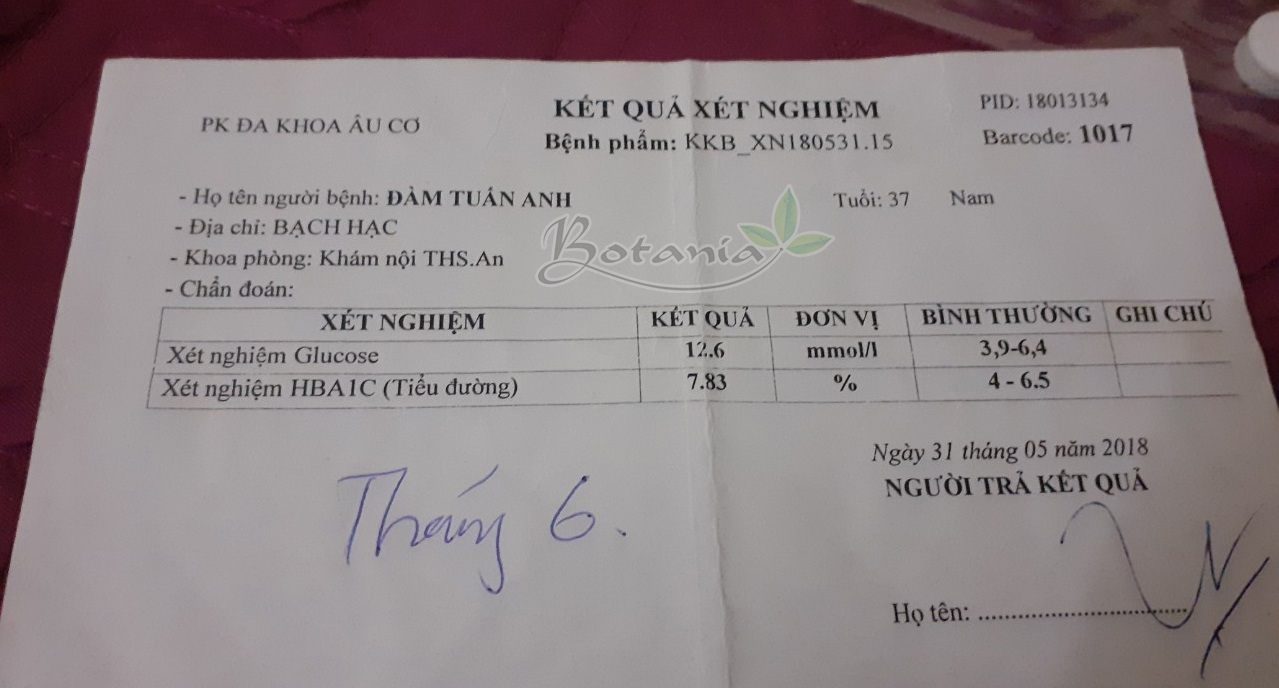 PK ĐA KHOA ÂU CƠ
KẾT QUẢ XÉT NGHIỆM
Bệnh phẩm: KKB_XN180531.15
PID: 18013134
Barcode: 1017
- Họ tên người bệnh: ĐÀM TUẤN ANH Tuổi: 37 Nam
- Địa chỉ: BẠCH HẠC
- Khoa phòng: Khám nội THS.An
- Chẩn đoán:
Botania
XÉT NGHIỆM KẾT QUẢ ĐƠN VỊ BÌNH THƯỜNG GHI CHÚ
Xét nghiệm Glucose 12.6 mmol/l 3,9-6,4
Xét nghiệm HBA1C (Tiểu đường) 7.83 % 4 - 6.5
Ngày 31 tháng 05 năm 2018
NGƯỜI TRẢ KẾT QUẢ
Tháng 6.
Họ tên: ................................